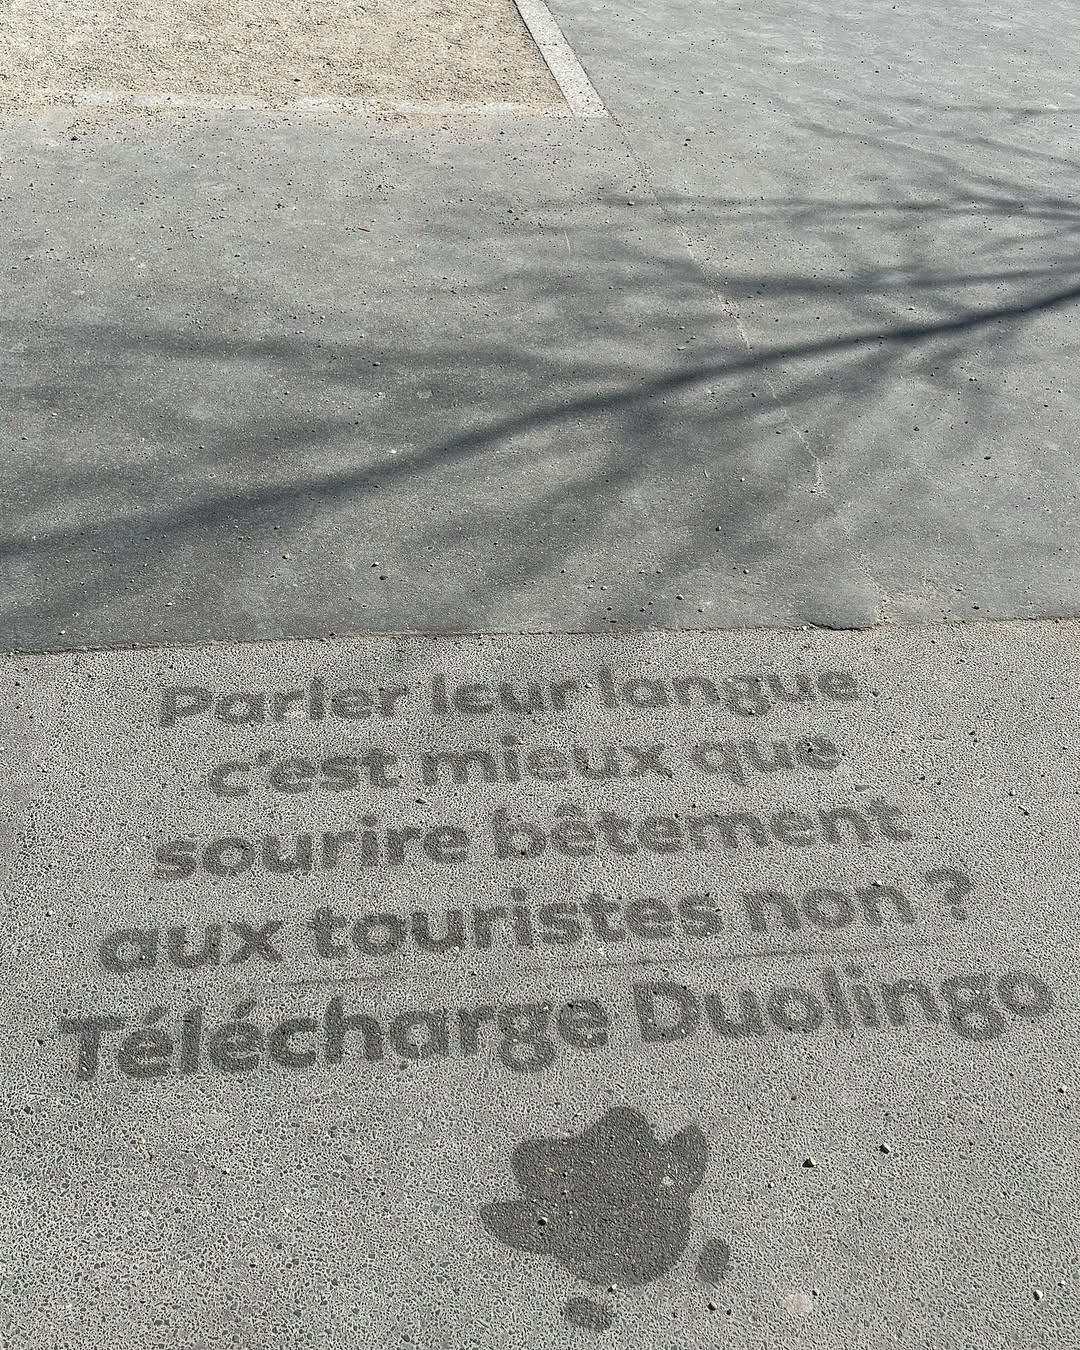 Parler leur langue
c'est mieux que
sourire bêtement
aux touristes non ?
Télécharge Duolingo